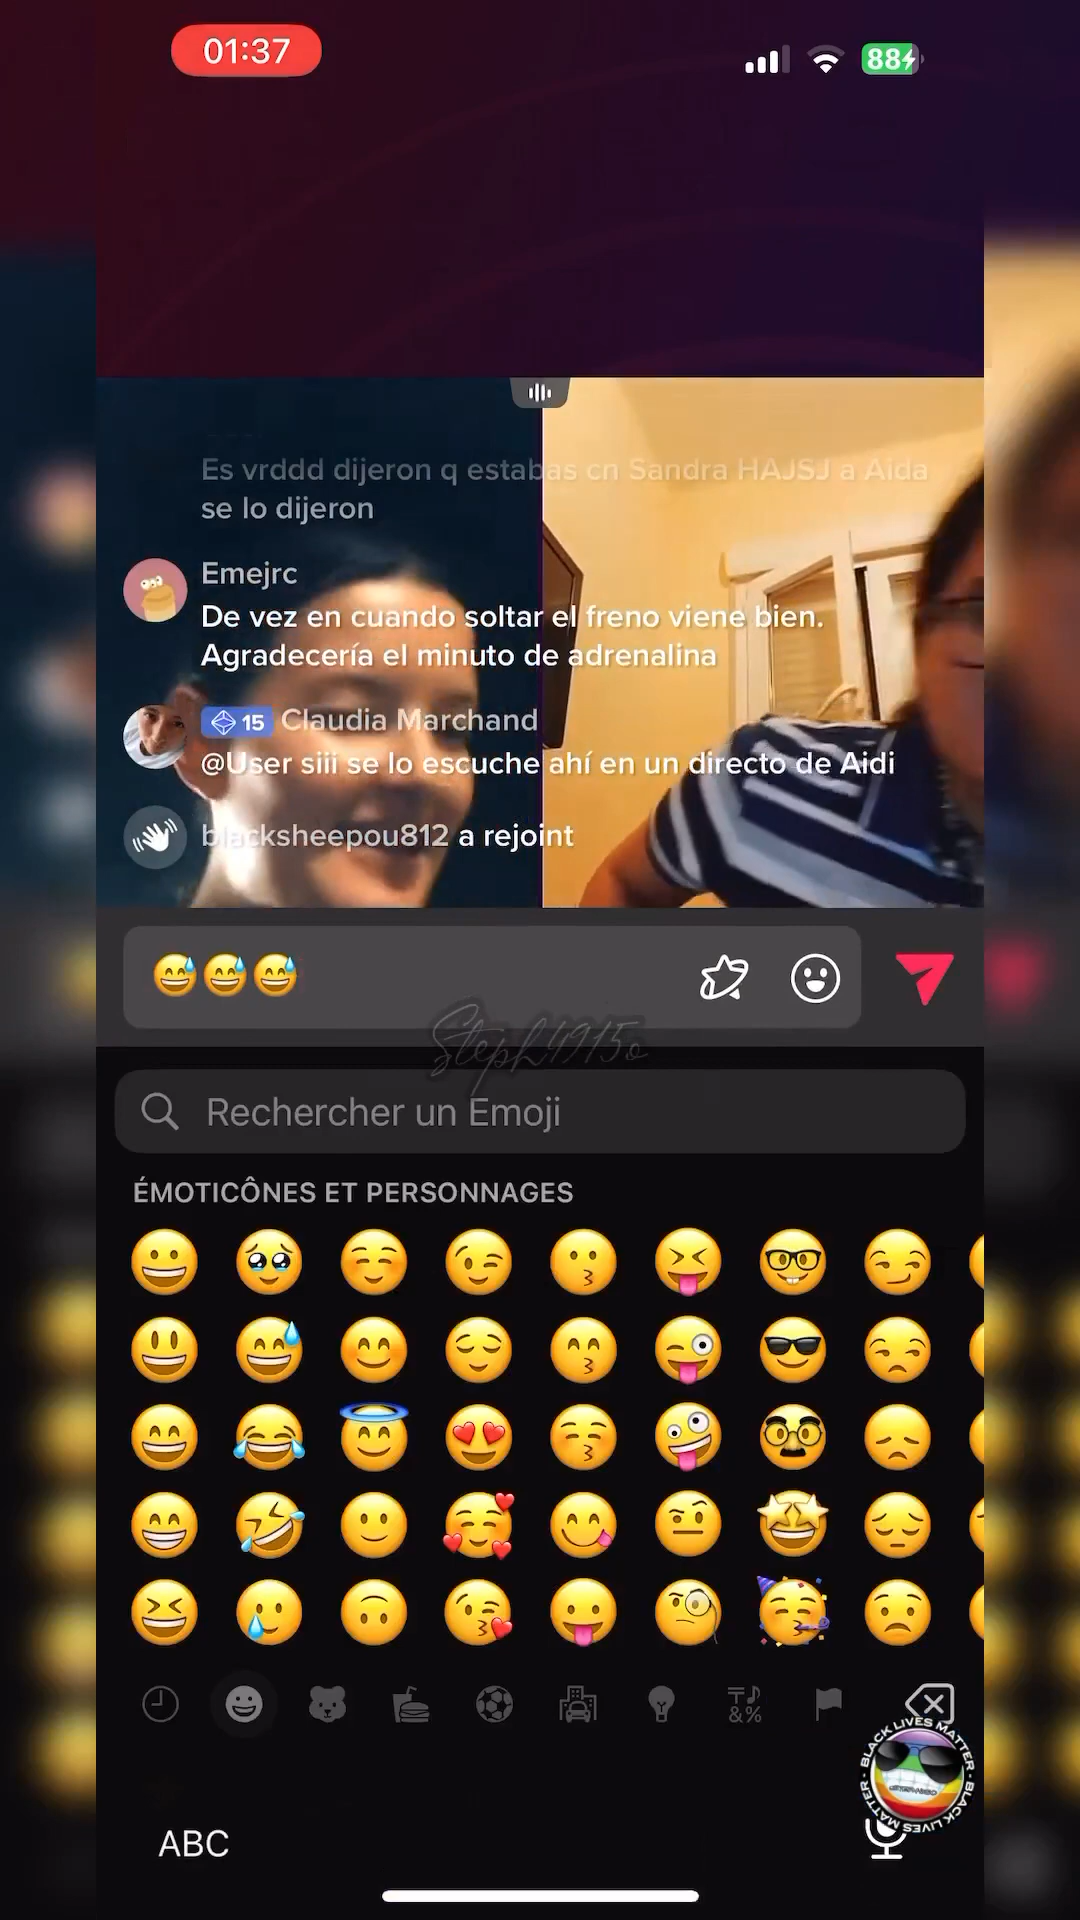 01:37
88
Es vrddd dijeron q estabas cn Sandra HAJSJ a Aida
se lo dijeron
Emejrc
De vez en cuando soltar el freno viene bien.
Agradecería el minuto de adrenalina
15 Claudia Marchand
@User siii se lo escuche ahí en un directo de Aidi
blacksheepou812 a rejoint
😅😅😅
Steph4915o
Rechercher un Emoji
ÉMOTICÔNES ET PERSONNAGES
BLACK LIVES MATTER - BLACK LIVES MATTER -
ABC